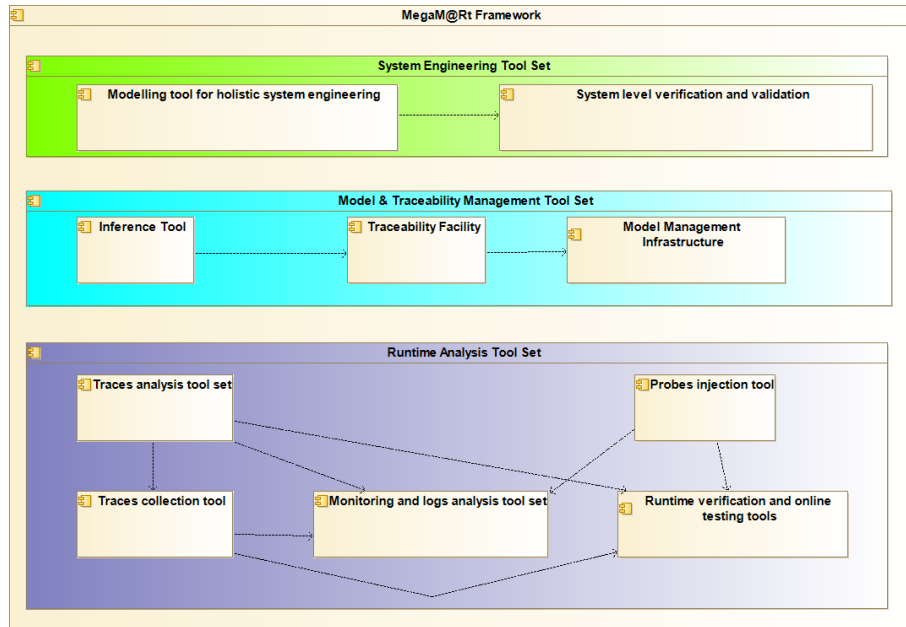 MegaM@Rt Framework
System Engineering Tool Set
Modelling tool for holistic system engineering
System level verification and validation
Model & Traceability Management Tool Set
Inference Tool
Traceability Facility
Model Management
Infrastructure
Runtime Analysis Tool Set
Traces analysis tool set
Probes injection tool
Traces collection tool
Monitoring and logs analysis tool set
Runtime verification and online
testing tools